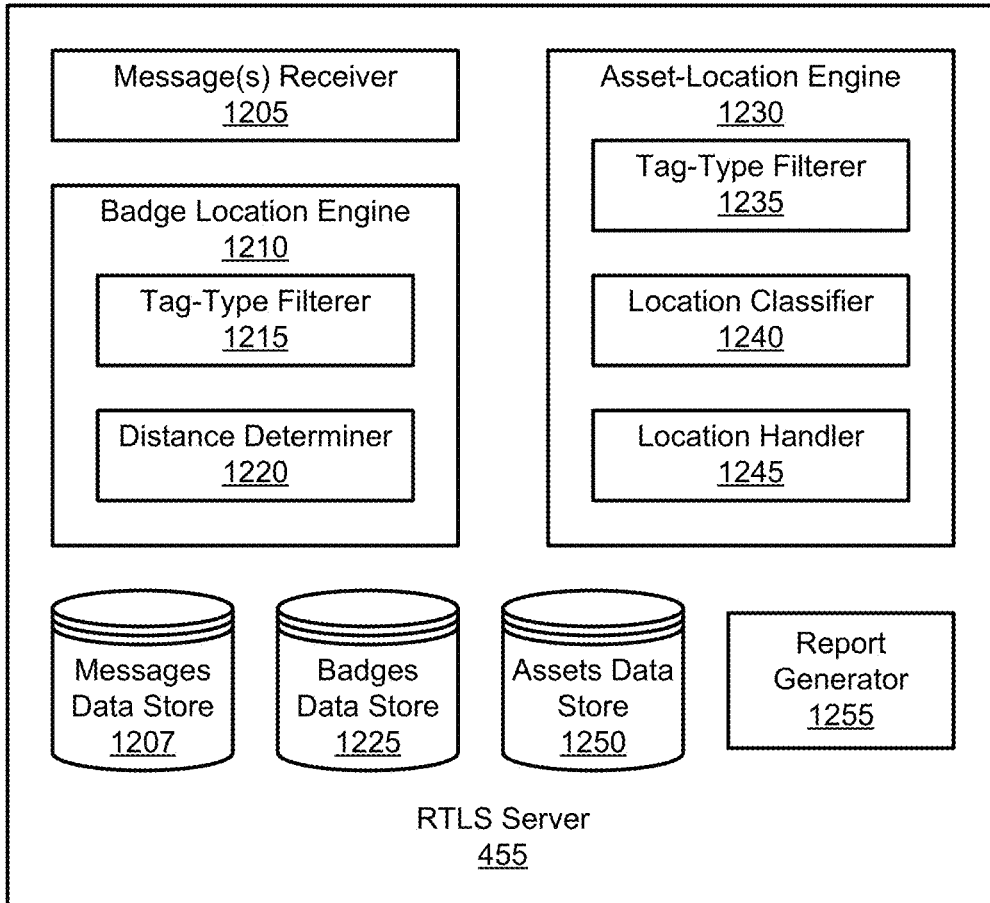 Message(s) Receiver
1205
Badge Location Engine
1210
Tag-Type Filterer
1215
Distance Determiner
1220
Asset-Location Engine
1230
Tag-Type Filterer
1235
Location Classifier
1240
Location Handler
1245
Messages
Data Store
1207
Badges
Data Store
1225
Assets Data
Store
1250
Report
Generator
1255
RTLS Server
455